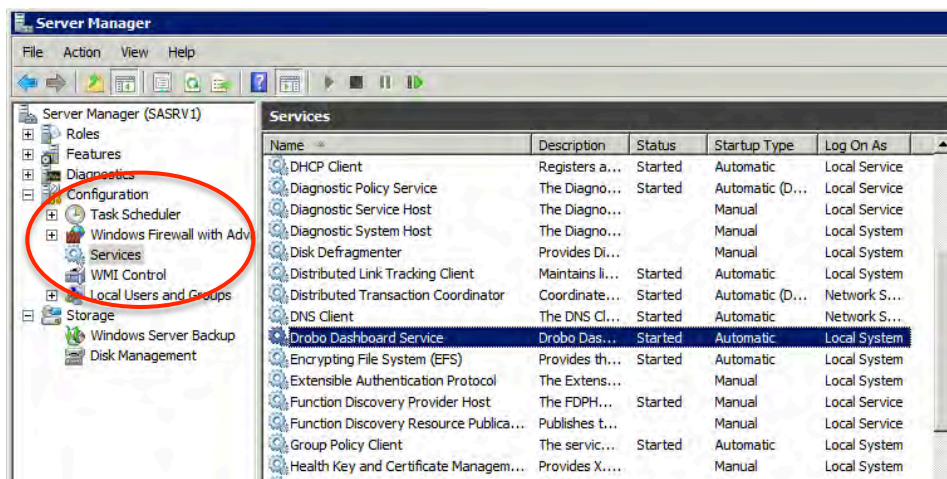 Server Manager
File Action View Help
Server Manager (SASRV1)
Roles
Features
Diagnostics
Configuration
Task Scheduler
Windows Firewall with Adv
Services
WMI Control
Local Users and Groups
Storage
Windows Server Backup
Disk Management
Services
Name Description Status Startup Type Log On As
DHCP Client Registers a... Started Automatic Local Service
Diagnostic Policy Service The Diagno... Started Automatic (D... Local Service
Diagnostic Service Host The Diagno... Manual Local Service
Diagnostic System Host The Diagno... Manual Local System
Disk Defragmenter Provides Di... Manual Local System
Distributed Link Tracking Client Maintains li... Started Automatic Local System
Distributed Transaction Coordinator Coordinate... Started Automatic (D... Network S...
DNS Client The DNS Cl... Started Automatic Network S...
Drobo Dashboard Service Drobo Das... Started Automatic Local System
Encrypting File System (EFS) Provides th... Started Automatic Local System
Extensible Authentication Protocol The Extens... Manual Local System
Function Discovery Provider Host The FDPH... Started Manual Local Service
Function Discovery Resource Publica... Publishes t... Manual Local Service
Group Policy Client The servic... Started Automatic Local System
Health Key and Certificate Managem... Provides X.... Manual Local System